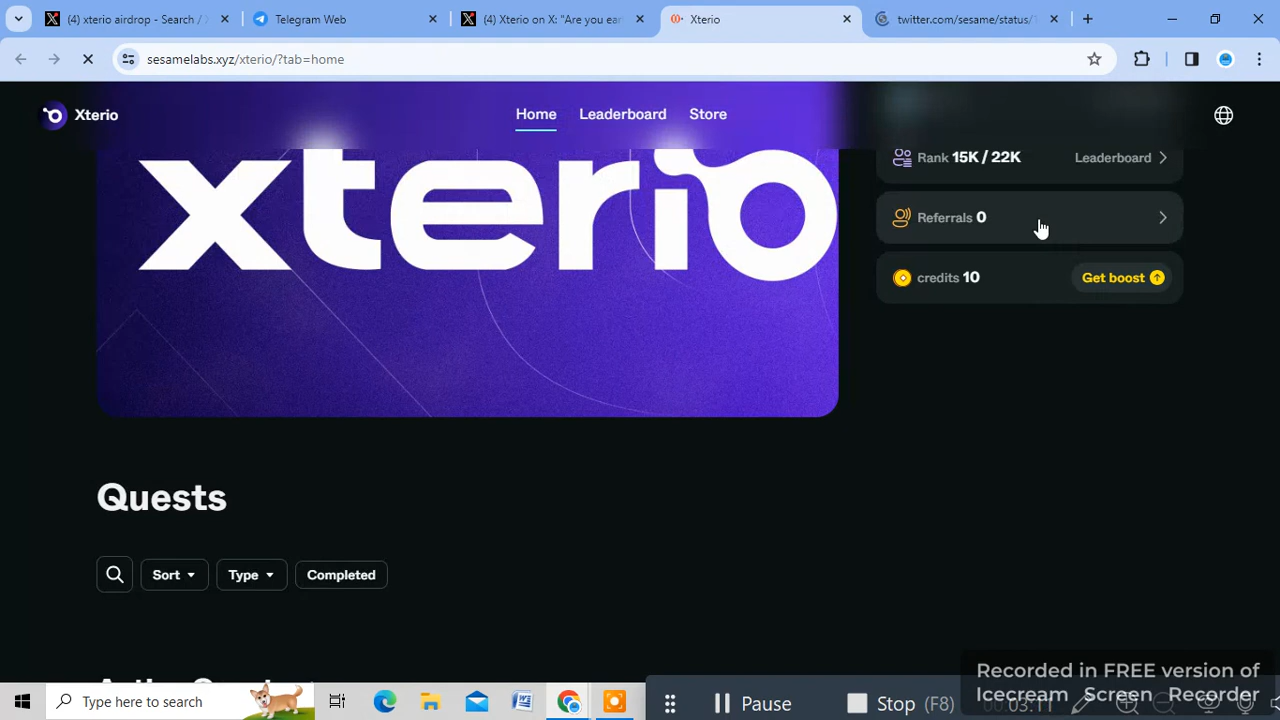 (4) xterio airdrop - Search /
Telegram Web
(4) Xterio on X: "Are you ear
Xterio
twitter.com/sesame/status/1
sesamelabs.xyz/xterio/?tab=home
Xterio
Home
Leaderboard
Store
xterio
Rank 15K / 22K
Leaderboard
Referrals 0
credits 10
Get boost
Quests
Sort
Type
Completed
Recorded in FREE version of
Icecream Screen Recorder
Type here to search
Pause
Stop (F8)